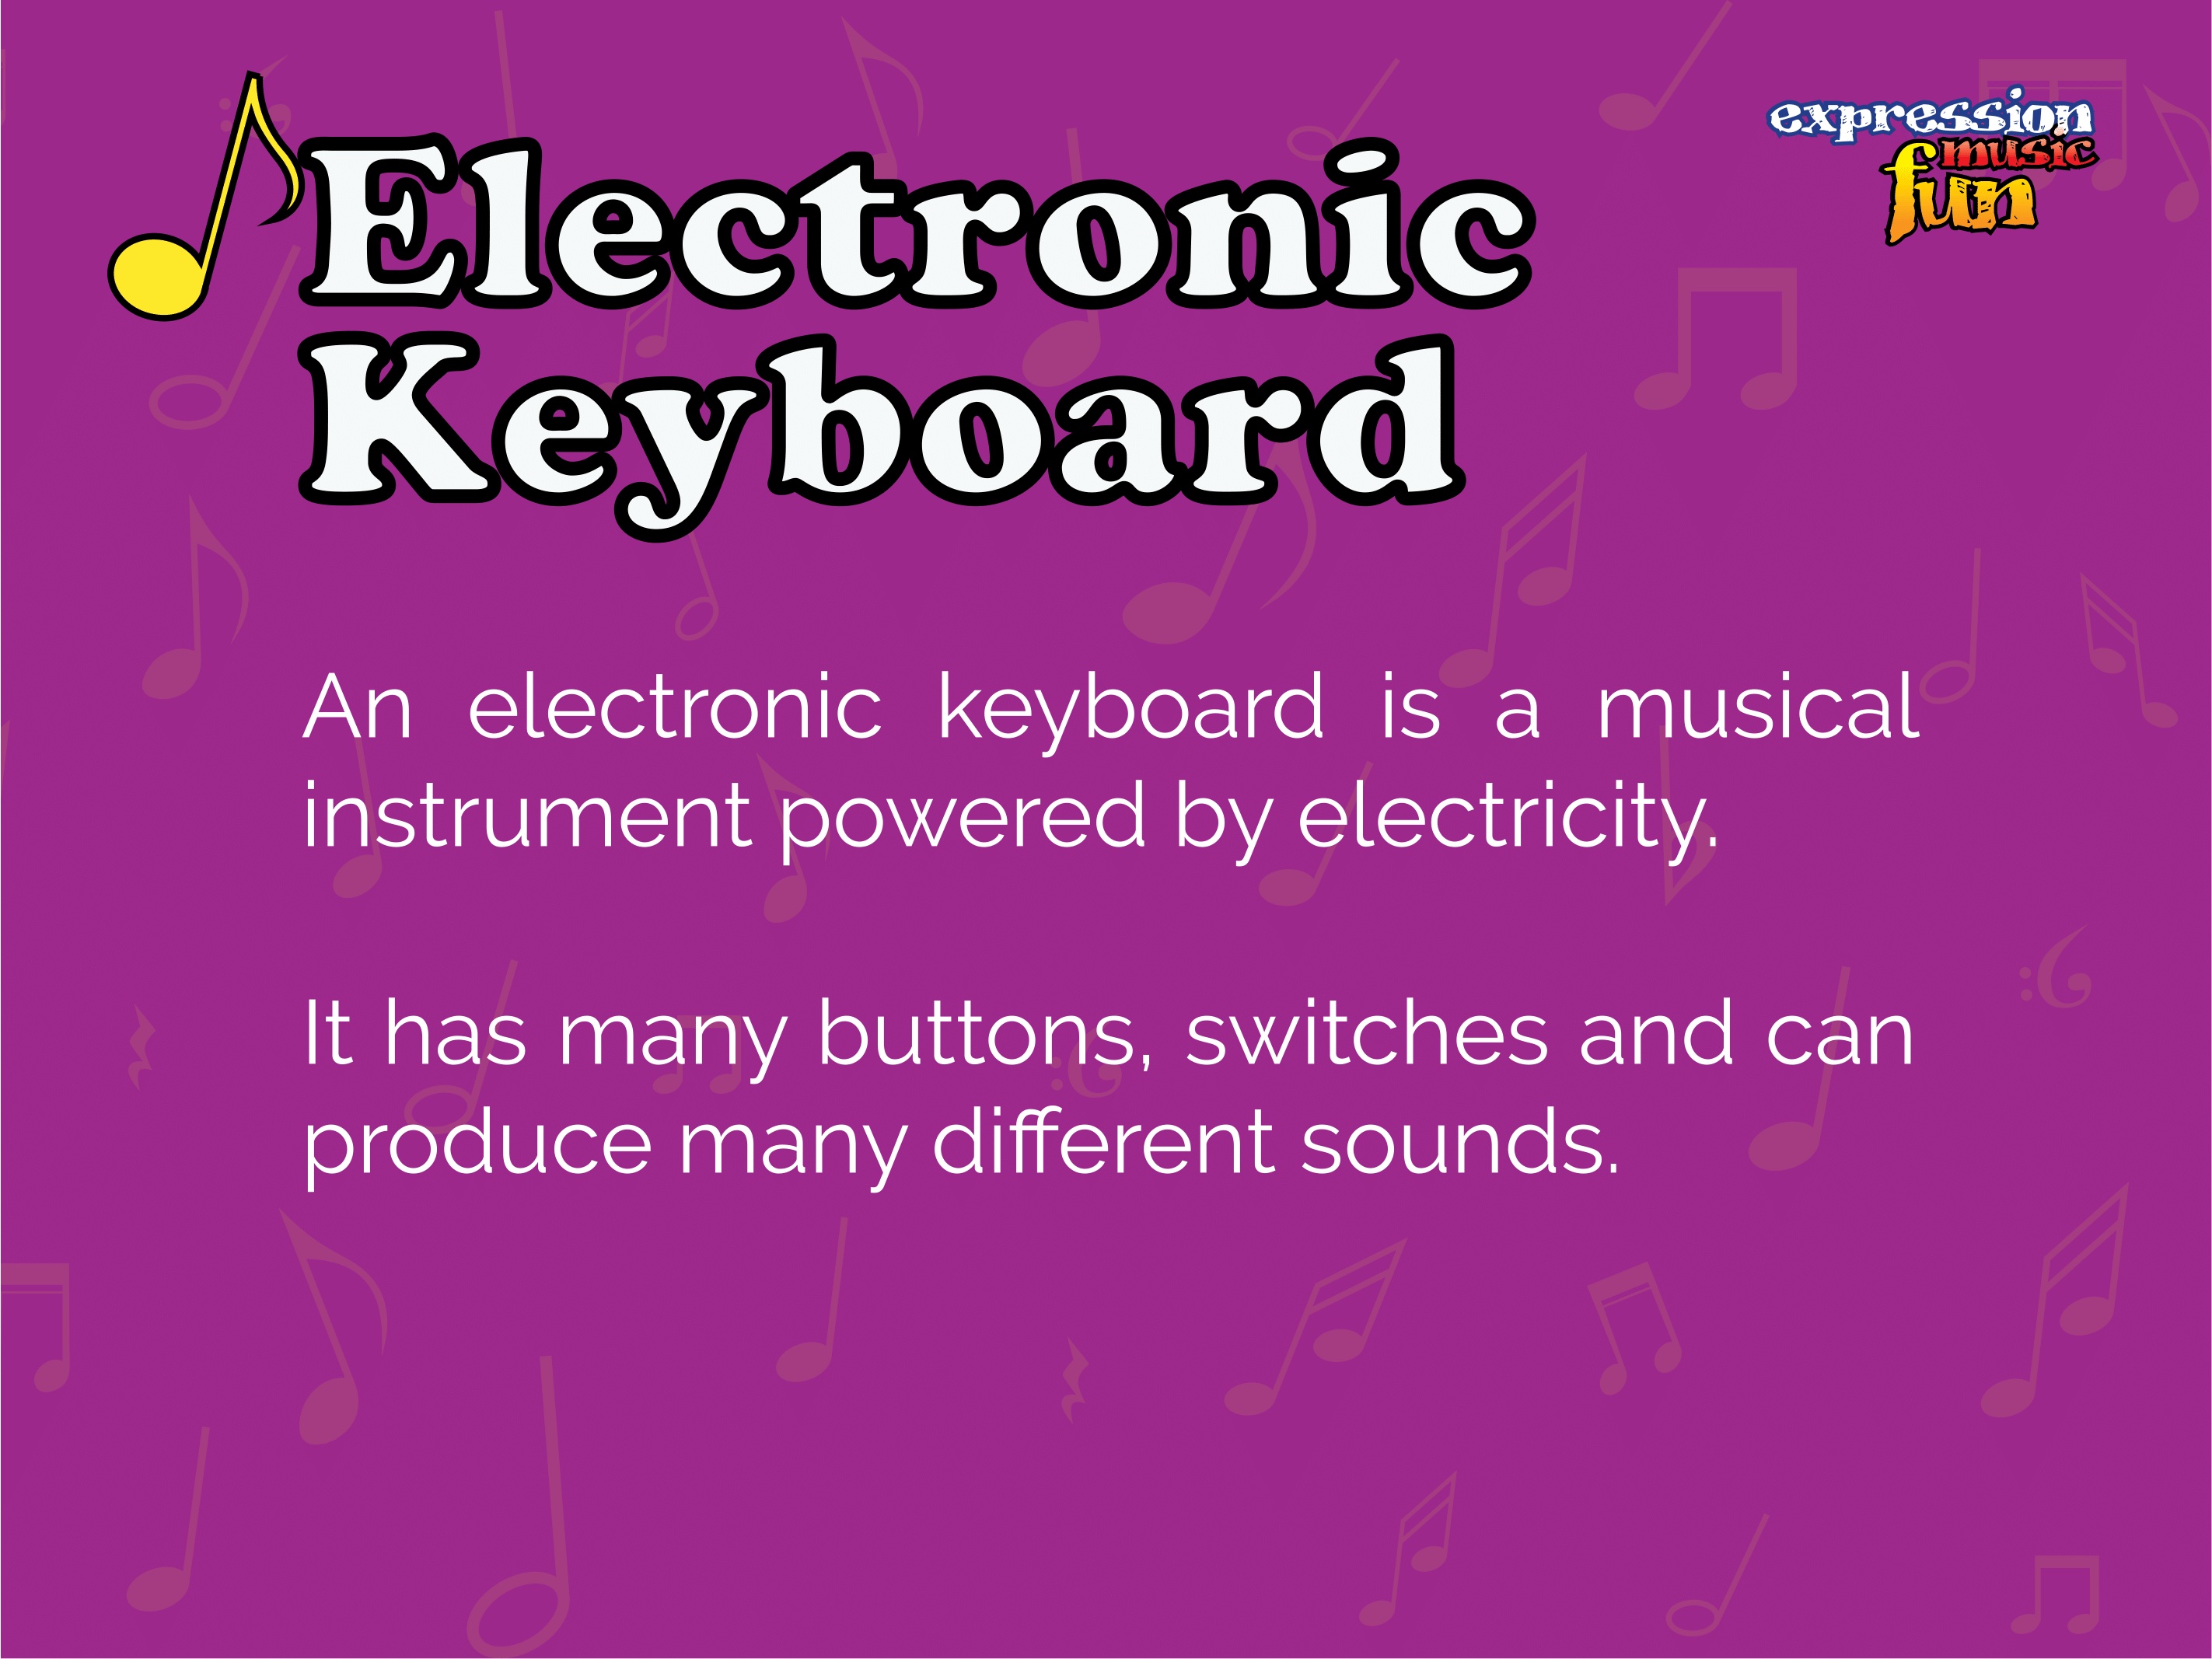 Electronic
Keyboard
expression
music
fun
An electronic keyboard is a musical
instrument powered by electricity.
It has many buttons, switches and can
produce many different sounds.